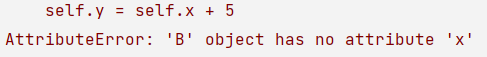 self.y = self.x + 5
AttributeError: 'B' object has no attribute 'x'